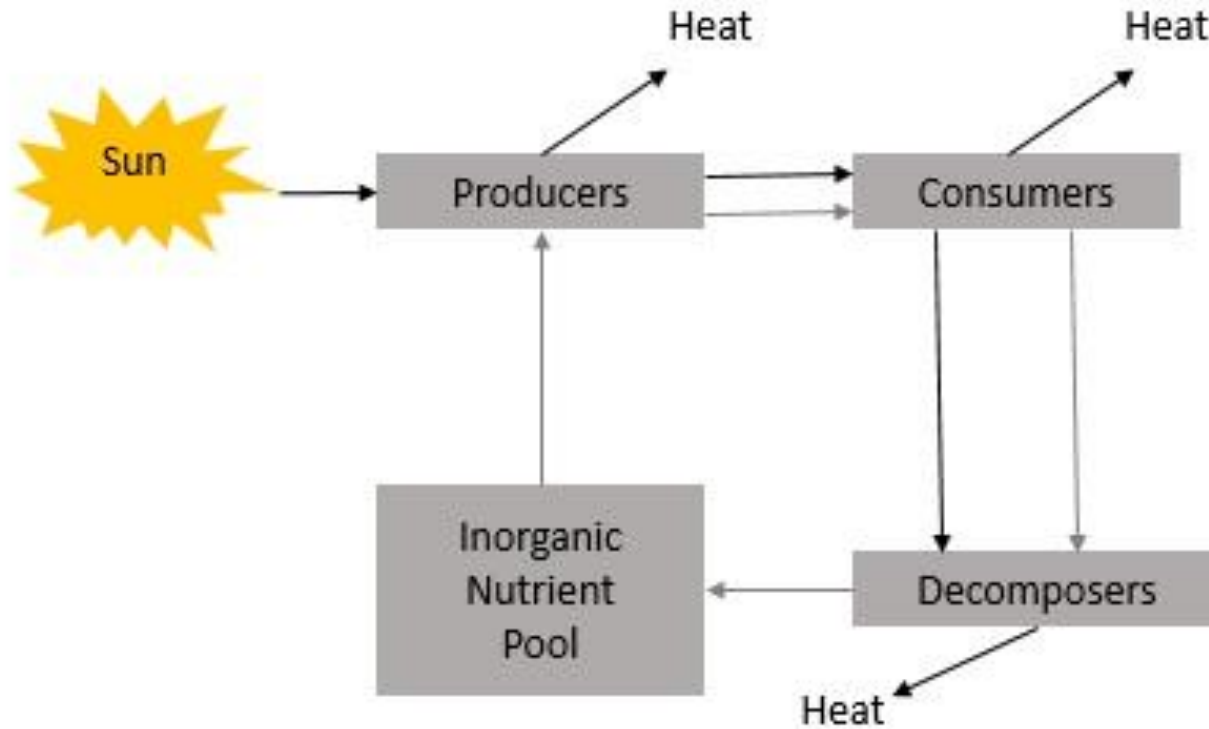 Heat
Heat
Sun
Producers
Consumers
Inorganic
Nutrient
Pool
Decomposers
Heat